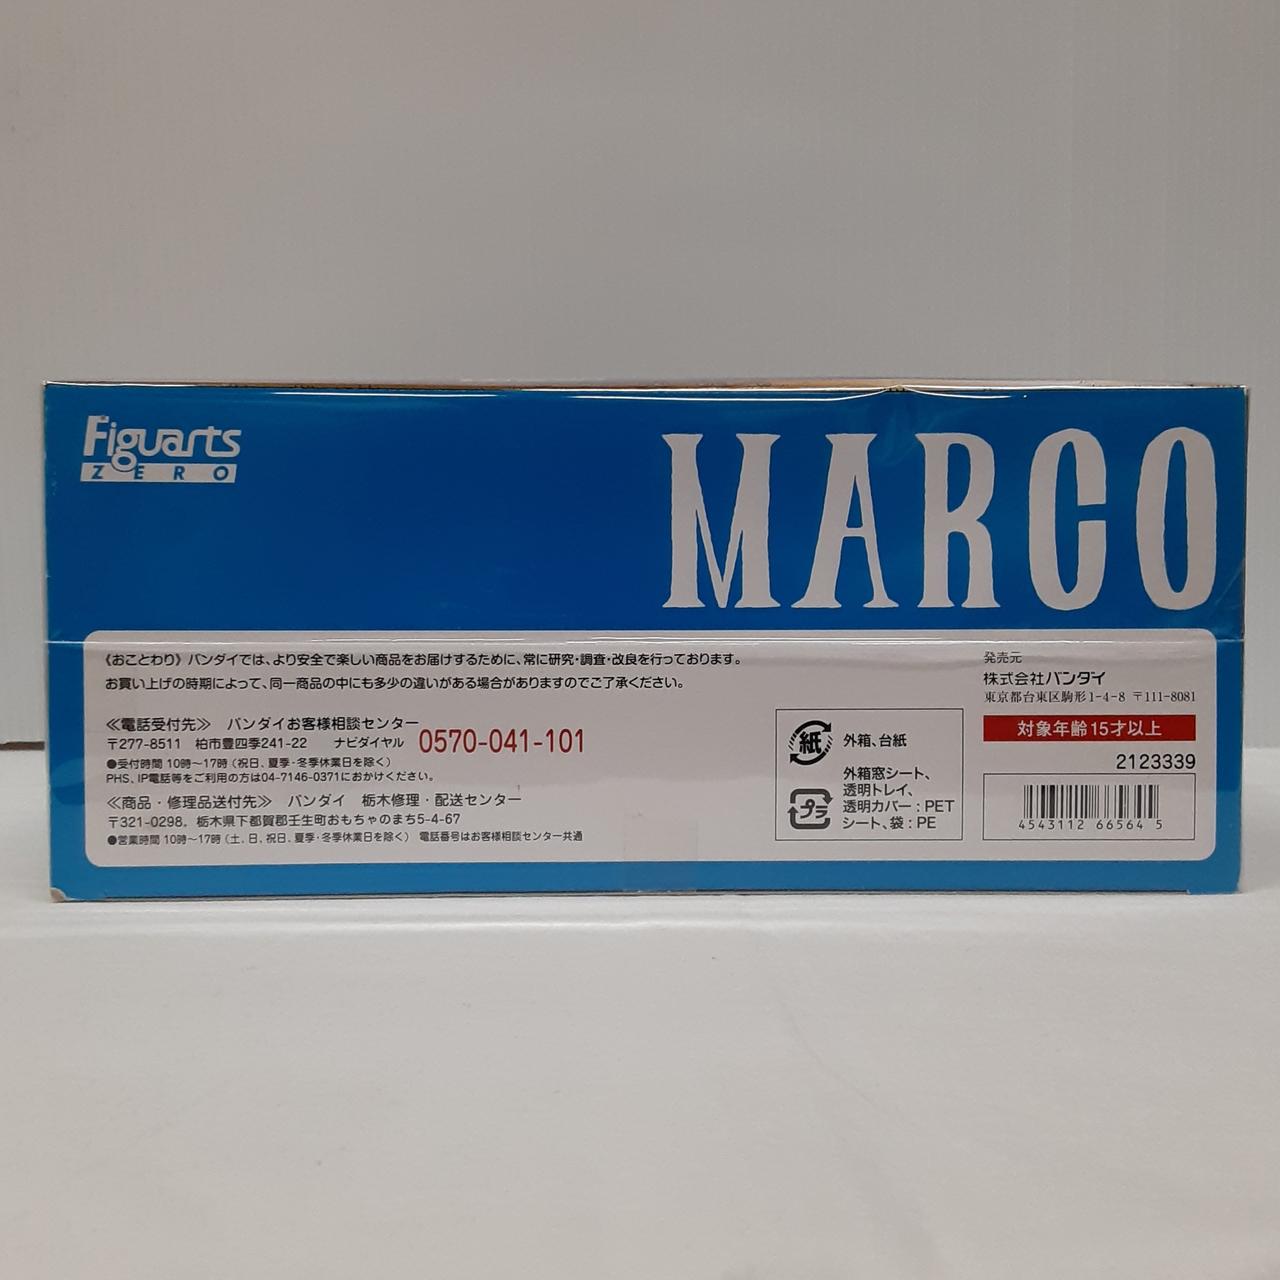 Figuarts
ZERO
MARCO
《おことわり》バンダイでは、より安全で楽しい商品をお届けするために、常に研究・調査・改良を行っております。
お買い上げの時期によって、同一商品の中にも多少の違いがある場合がありますのでご了承ください。
≪電話受付先≫ バンダイお客様相談センター
〒277-8511 柏市豊四季241-22 ナビダイヤル 0570-041-101
●受付時間 10時～17時（祝日、夏季・冬季休業日を除く）
PHS、IP電話等をご利用の方は04-7146-0371におかけください。
≪商品・修理品送付先≫ バンダイ 栃木修理・配送センター
〒321-0298. 栃木県下都賀郡壬生町おもちゃのまち5-4-67
●営業時間 10時～17時（土、日、祝日、夏季・冬季休業日を除く） 電話番号はお客様相談センター共通
紙
外箱、台紙
プラ
外箱窓シート、
透明トレイ、
透明カバー：PET
シート、袋：PE
発売元
株式会社バンダイ
東京都台東区駒形1-4-8 〒111-8081
対象年齢15才以上
2123339
4543112 66564 5